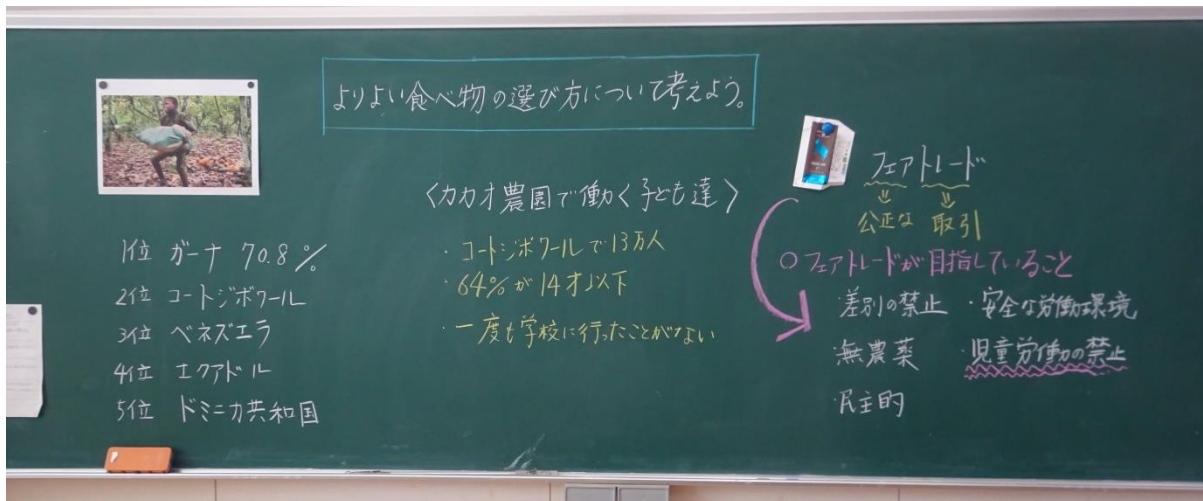 よりよい食べ物の選び方について考えよう。
1位 ガーナ 70.8%
2位 コートジボワール
3位 ベネズエラ
4位 エクアドル
5位 ドミニカ共和国
〈カカオ農園で働く子ども達〉
・コートジボワールで13万人
・64%が14才以下
・一度も学校に行ったことがない
フェアトレード
公正な 取引
○フェアトレードが目指していること
・差別の禁止 ・安全な労働環境
・無農薬 ・児童労働の禁止
・民主的